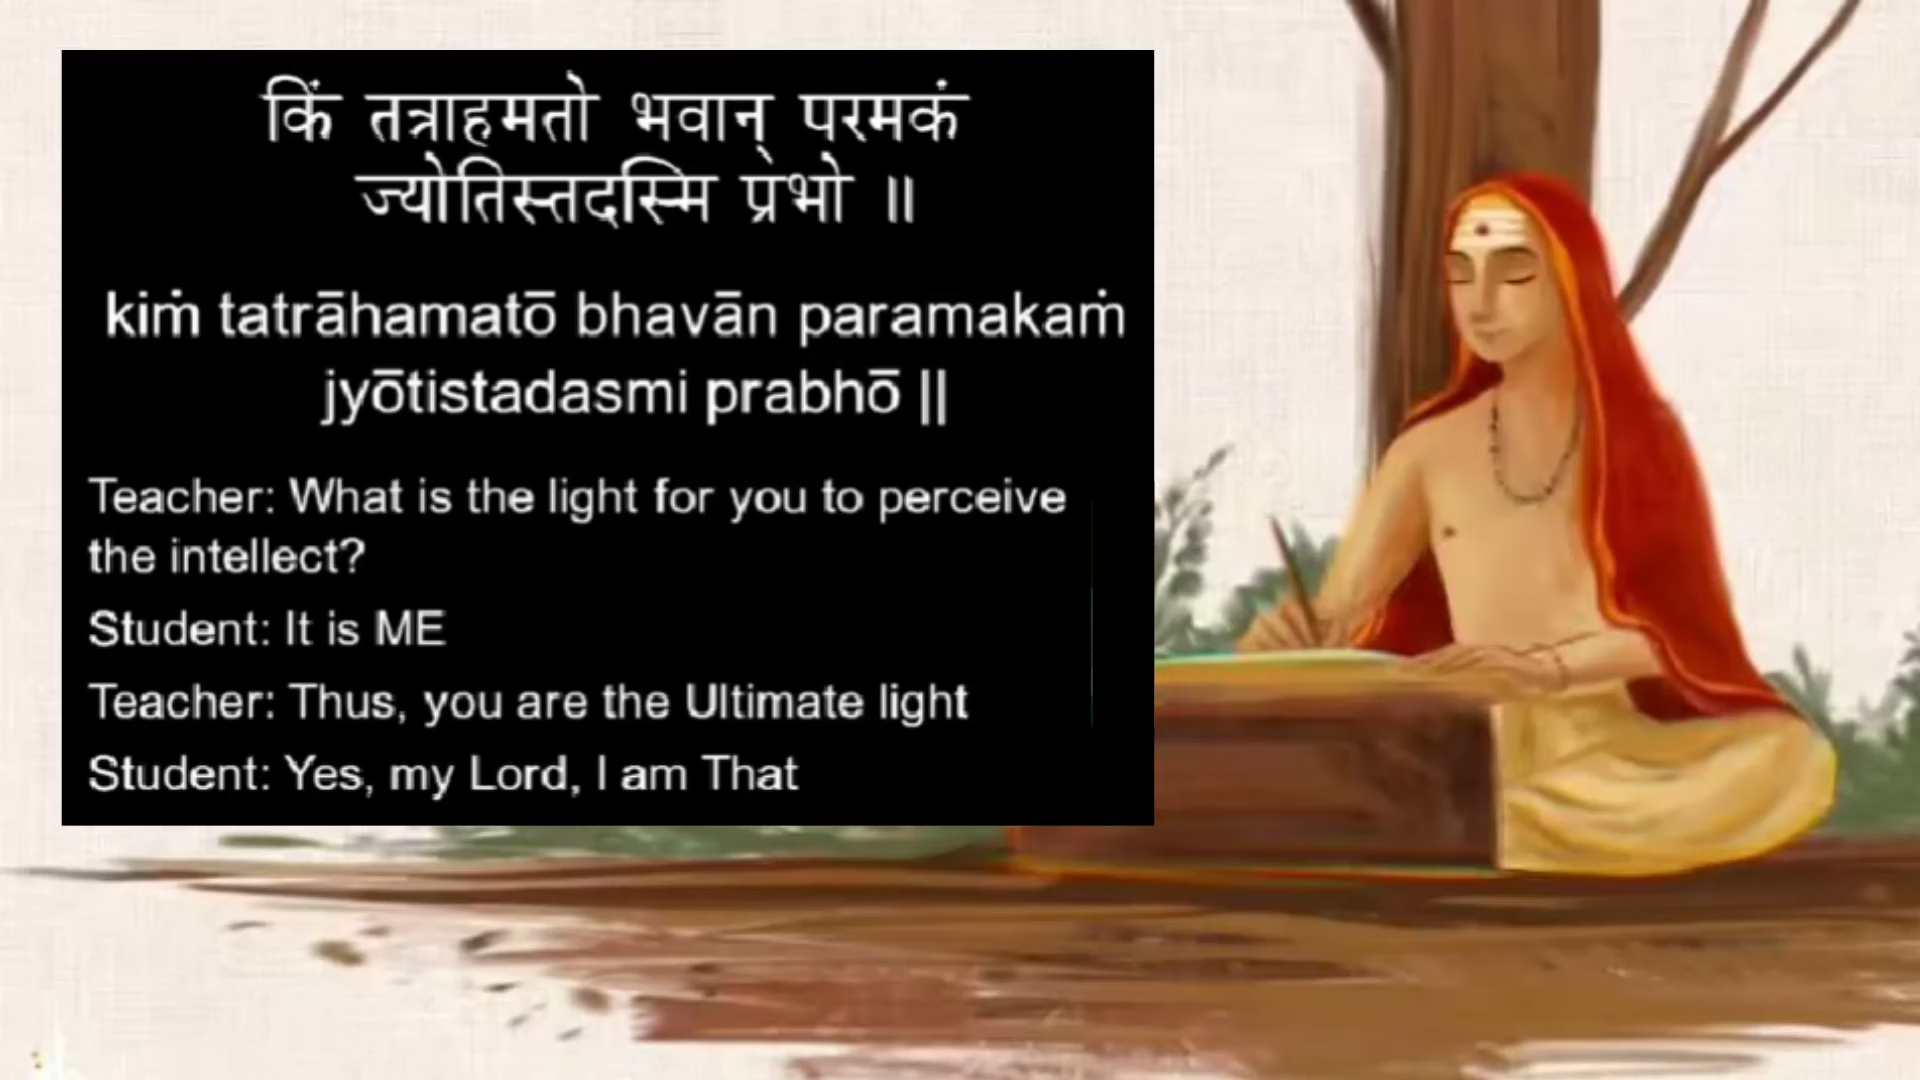 किं तत्राहमतो भवान् परमकं
ज्योतिस्तदस्मि प्रभो ॥
kiṁ tatrāhamatō bhavān paramakaṁ
jyōtistadasmi prabhō ||
Teacher: What is the light for you to perceive
the intellect?
Student: It is ME
Teacher: Thus, you are the Ultimate light
Student: Yes, my Lord, I am That